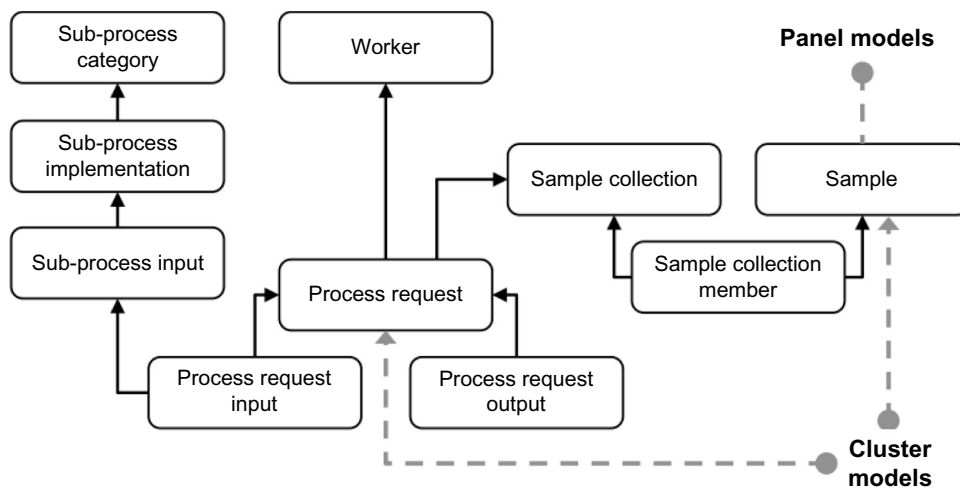 Sub-process
category
Worker
Panel models
Sub-process
implementation
Sample collection
Sample
Sub-process input
Process request
Sample collection
member
Process request
input
Process request
output
Cluster
models